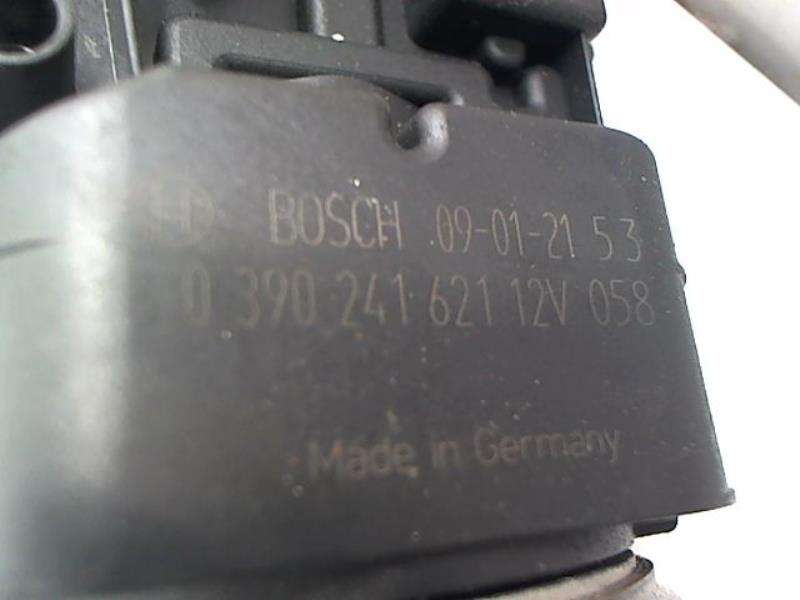 BOSCH 09-01-21 53
0 390 241 621 12V 058
Made in Germany